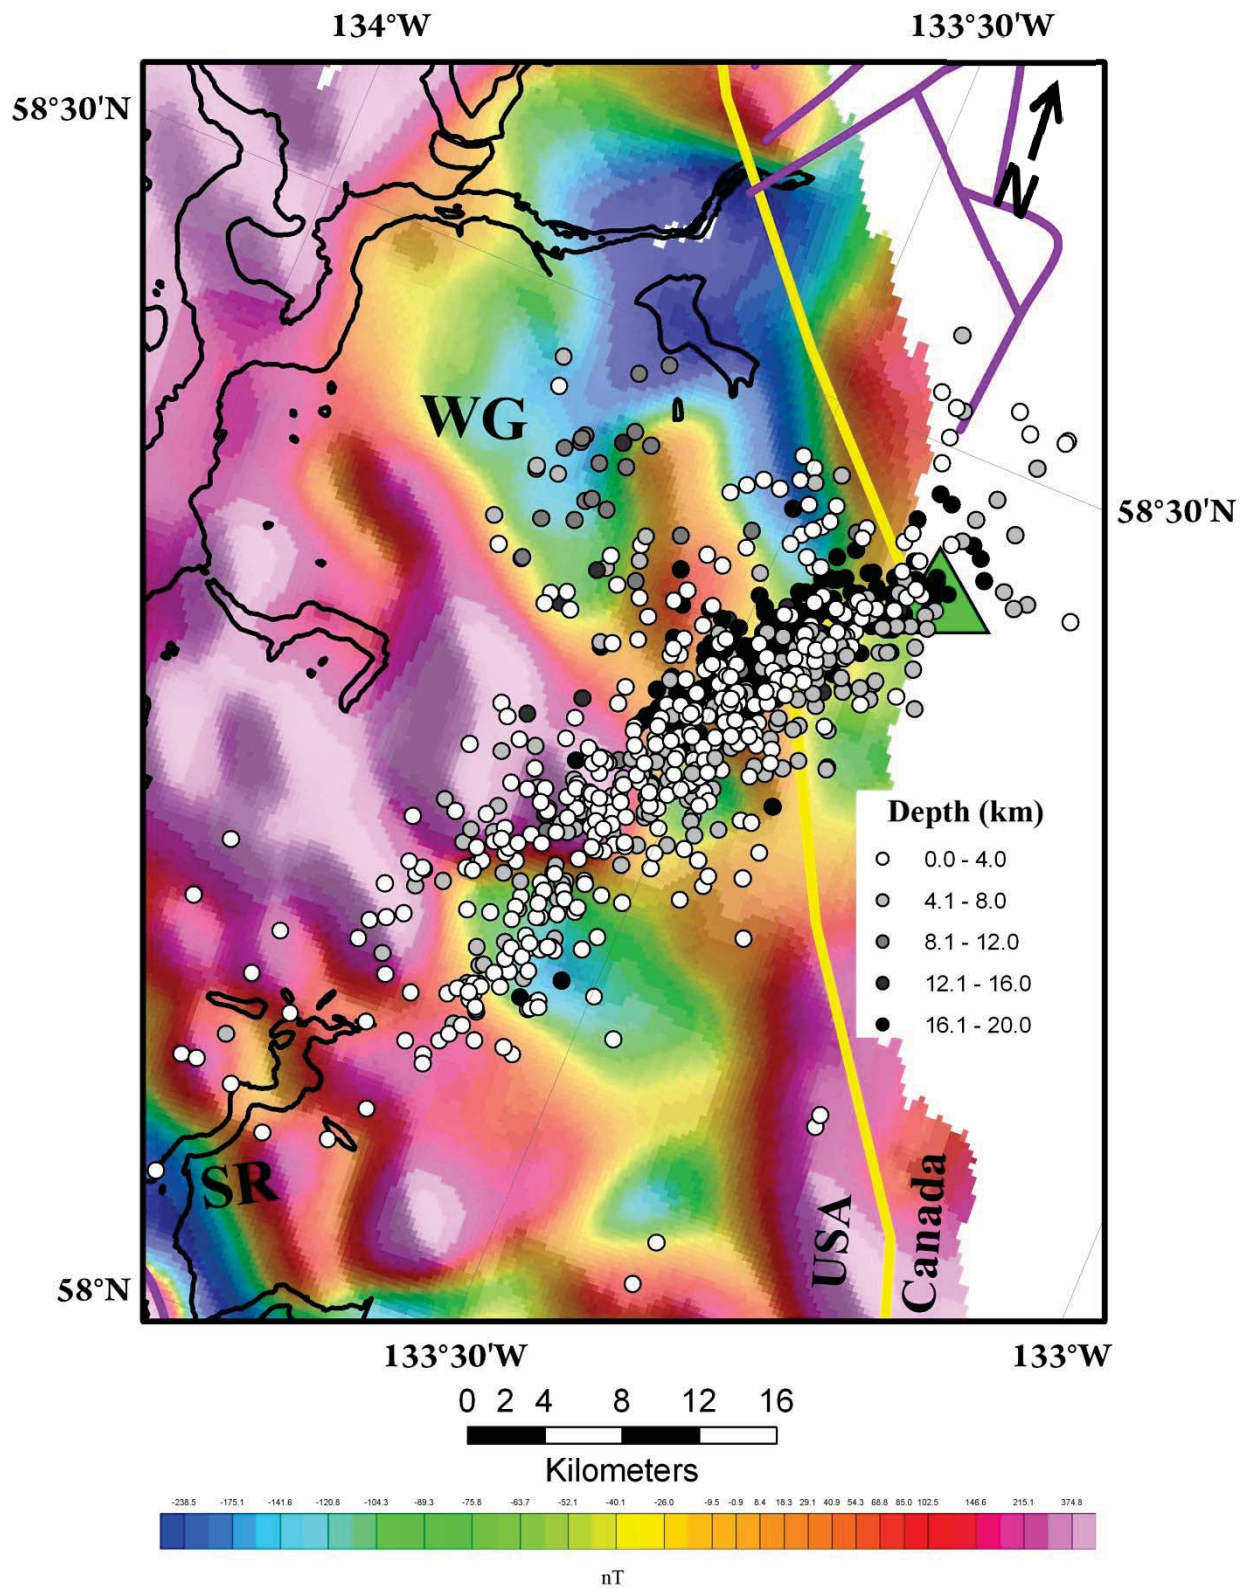 134°W 133°30'W
58°30'N
N
WG
58°30'N
Depth (km)
0.0 - 4.0
4.1 - 8.0
8.1 - 12.0
12.1 - 16.0
16.1 - 20.0
SR
USA
Canada
58°N
133°30'W 133°W
0 2 4 8 12 16
Kilometers
-238.5 -175.1 -141.6 -120.8 -104.3 -89.3 -75.8 -63.7 -52.1 -40.1 -26.0 -9.5 -0.9 8.4 18.3 29.1 40.9 54.3 68.8 85.0 102.5 146.6 215.1 374.8
nT